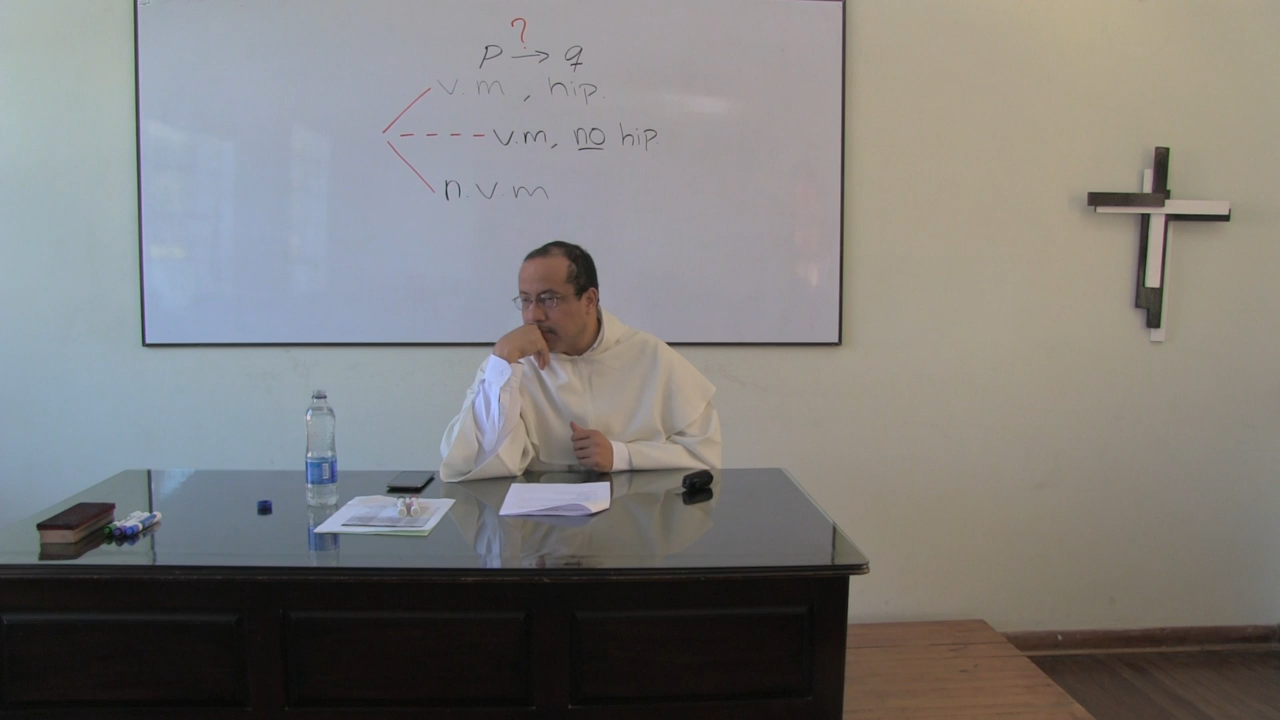 ?
p → q
v.m., hip.
v.m, no hip.
n.v.m